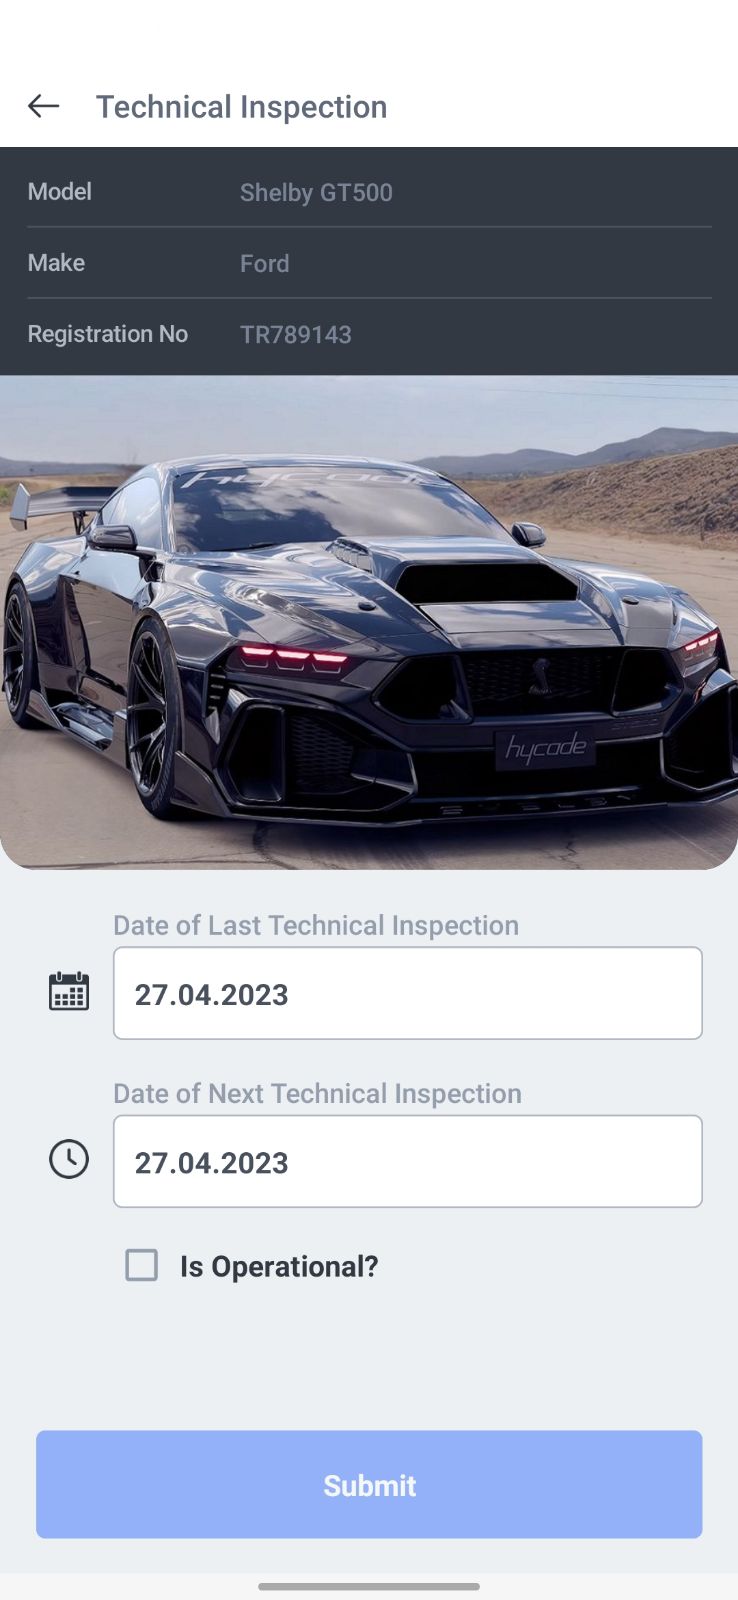 Technical Inspection
Model Shelby GT500
Make Ford
Registration No TR789143
hycade
hycade
SHELBY
Date of Last Technical Inspection
27.04.2023
Date of Next Technical Inspection
27.04.2023
Is Operational?
Submit